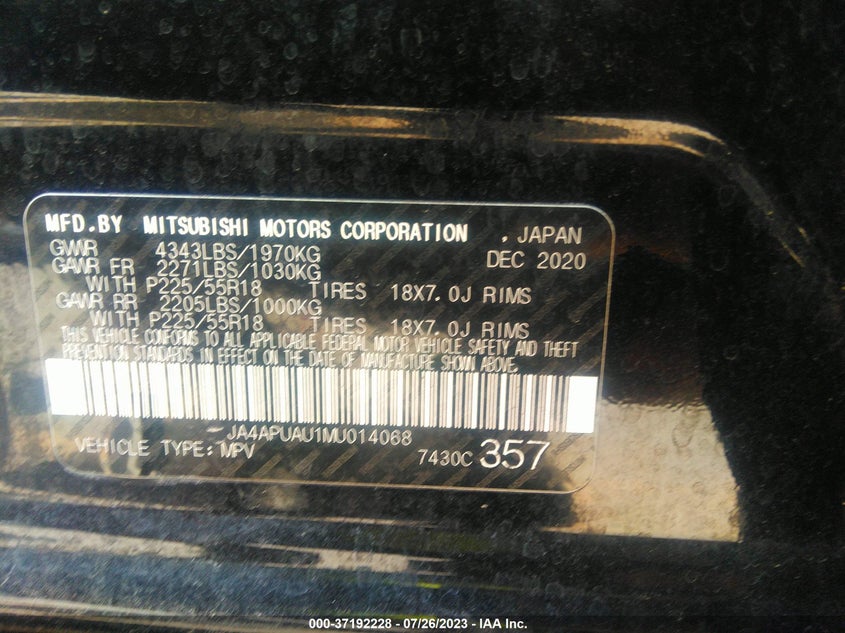 MFD.BY MITSUBISHI MOTORS CORPORATION , JAPAN
GWR 4343LBS/1970KG DEC 2020
GAWR FR 2271LBS/1030KG
WITH P225/55R18 TIRES 18X7.0J RIMS
GAWR RR 2205LBS/1000KG
WITH P225/55R18 TIRES 18X7.0J RIMS
THIS VEHICLE CONFORMS TO ALL APPLICABLE FEDERAL MOTOR VEHICLE SAFETY AND THEFT
PREVENTION STANDARDS IN EFFECT ON THE DATE OF MANUFACTURE SHOWN ABOVE.
JA4APUAU1MU014068
VEHICLE TYPE: MPV 7430C 357
000-37192228 - 07/26/2023 - IAA Inc.